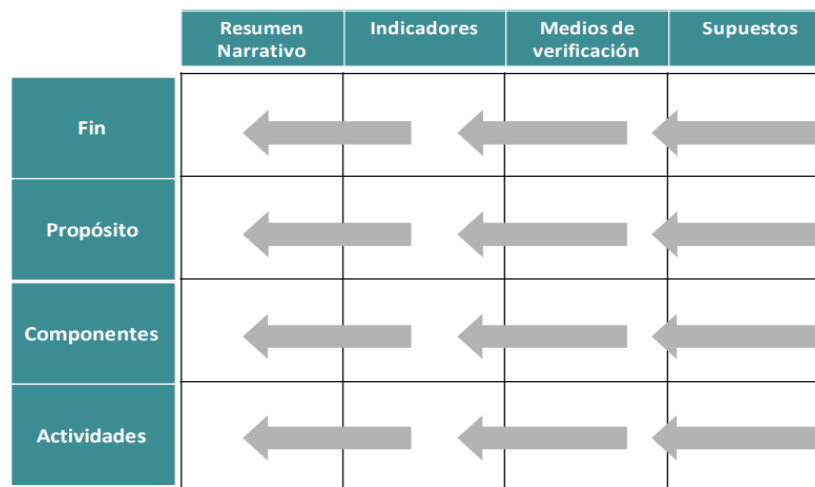 Resumen
Narrativo
Indicadores
Medios de
verificación
Supuestos
Fin
Propósito
Componentes
Actividades